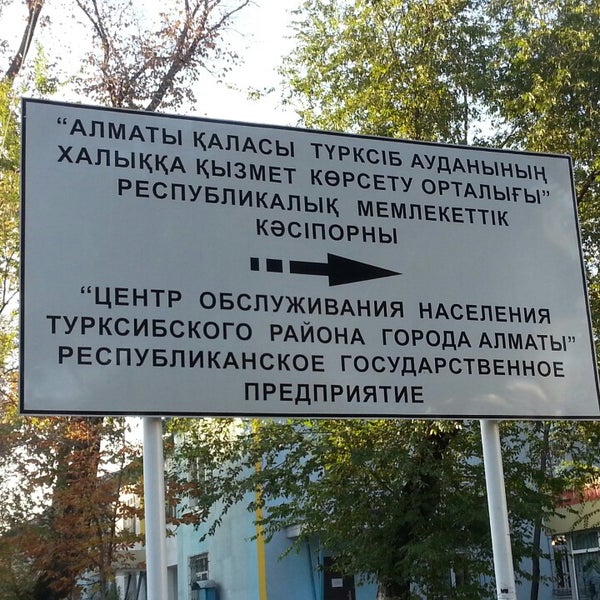 “АЛМАТЫ ҚАЛАСЫ ТҮРКСІБ АУДАНЫНЫҢ
ХАЛЫҚҚА ҚЫЗМЕТ КӨРСЕТУ ОРТАЛЫҒЫ”
РЕСПУБЛИКАЛЫҚ МЕМЛЕКЕТТІК
КӘСІПОРНЫ
“ЦЕНТР ОБСЛУЖИВАНИЯ НАСЕЛЕНИЯ
ТУРКСИБСКОГО РАЙОНА ГОРОДА АЛМАТЫ”
РЕСПУБЛИКАНСКОЕ ГОСУДАРСТВЕННОЕ
ПРЕДПРИЯТИЕ